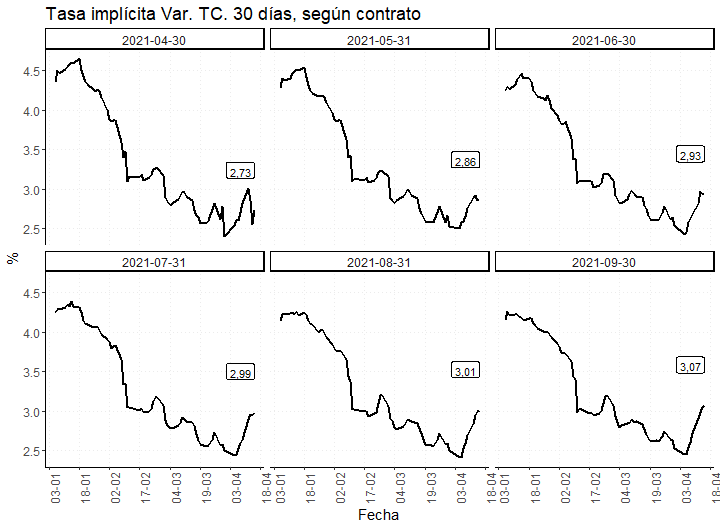 Tasa implícita Var. TC. 30 días, según contrato
2021-04-30 2021-05-31 2021-06-30
4.5
4.0
3.5
3.0
2.5
2,73 2,86 2,93
%
2021-07-31 2021-08-31 2021-09-30
4.5
4.0
3.5
3.0
2.5
2,99 3,01 3,07
03-01 18-01 02-02 17-02 04-03 19-03 03-04 18-04 03-01 18-01 02-02 17-02 04-03 19-03 03-04 18-04 03-01 18-01 02-02 17-02 04-03 19-03 03-04 18-04
Fecha